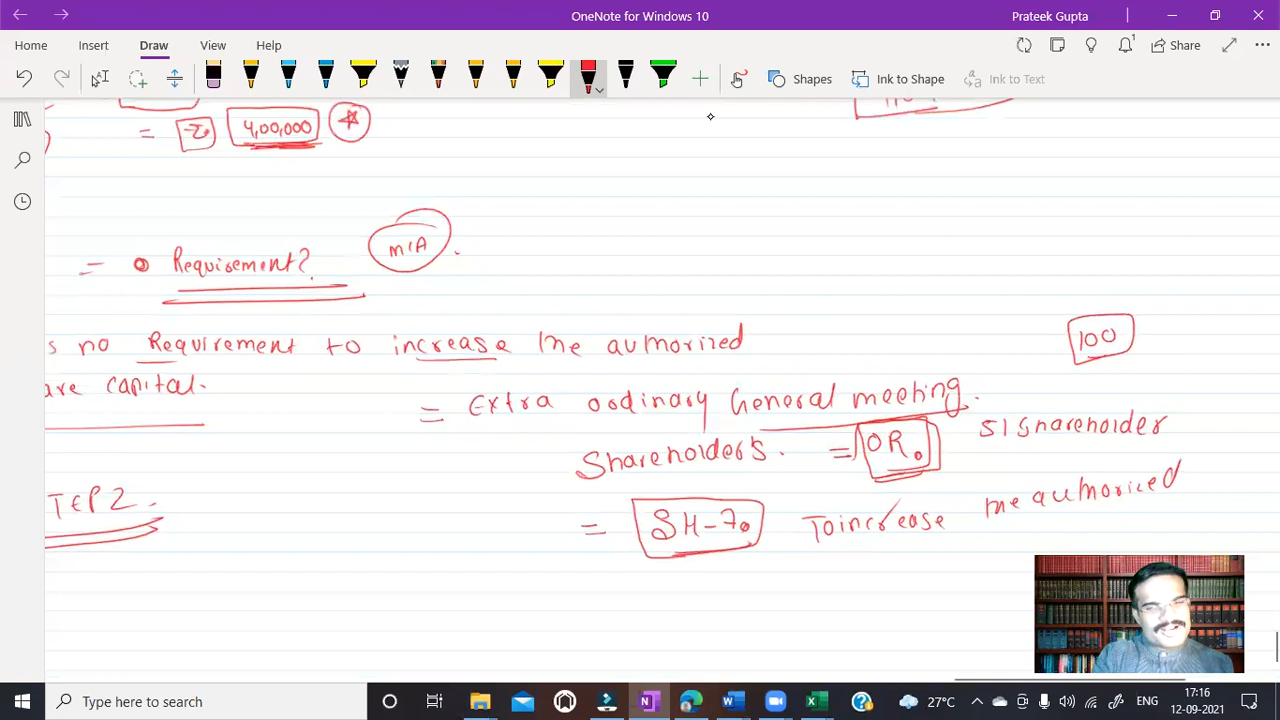 OneNote for Windows 10
Prateek Gupta
Home Insert Draw View Help
Share
Shapes
Ink to Shape
Ink to Text
= 4,00,000
= Requirement?
M/A
s no Requirement to increase the authorized
100
are capital.
= Extra ordinary General meeting.
Shareholder's. = OR.
51 shareholder
TEP 2.
= SH-7. To increase the authorized
Type here to search
27°C
ENG
17:16
12-09-2021